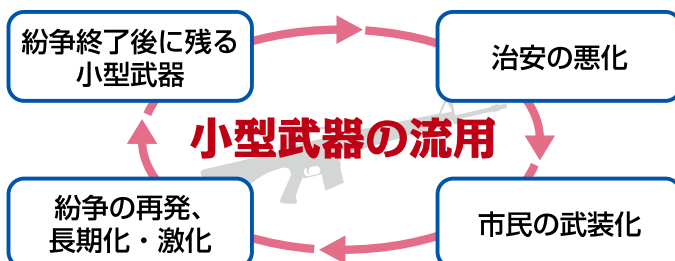 紛争終了後に残る
小型武器
治安の悪化
小型武器の流用
紛争の再発、
長期化・激化
市民の武装化